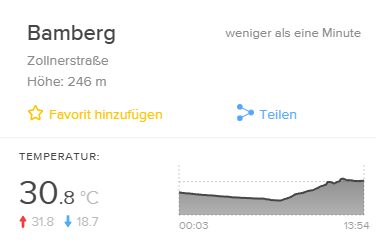 Bamberg
weniger als eine Minute
Zollnerstraße
Höhe: 246 m
Favorit hinzufügen
Teilen
TEMPERATUR:
30.8 °C
31.8 18.7
00:03 13:54